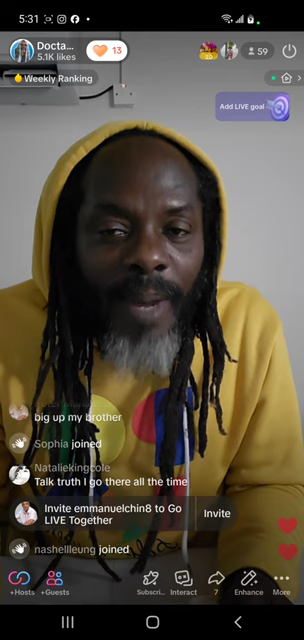 5:31
Docta...
5.1K likes
13
20
59
Weekly Ranking
Add LIVE goal
big up my brother
Sophia joined
Nataliekingcole
Talk truth I go there all the time
Invite emmanuelchin8 to Go
LIVE Together
Invite
nashellleung joined
+Hosts
+Guests
Subscri...
Interact
7
Enhance
More